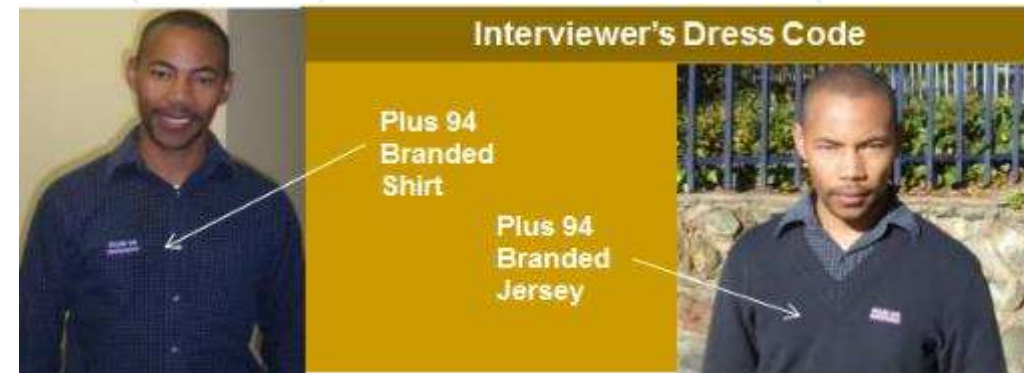 Interviewer's Dress Code
Plus 94
Branded
Shirt
Plus 94
Branded
Jersey